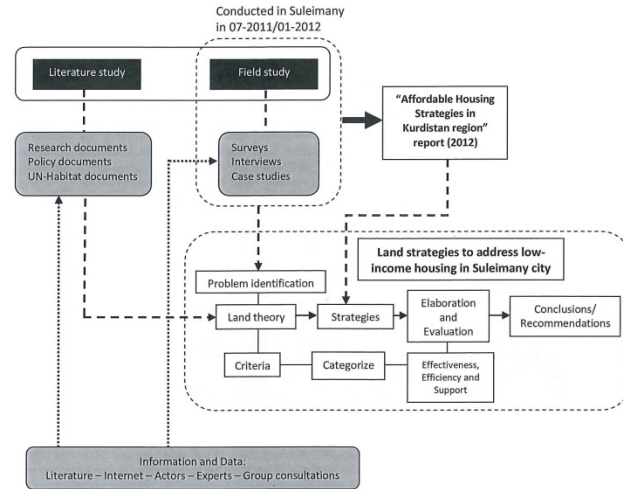 Conducted in Suleimany
in 07-2011/01-2012
Literature study
Field study
Research documents
Policy documents
UN-Habitat documents
Surveys
Interviews
Case studies
“Affordable Housing
Strategies in
Kurdistan region”
report (2012)
Land strategies to address low-
income housing in Suleimany city
Problem identification
Land theory
Strategies
Elaboration
and
Evaluation
Conclusions/
Recommendations
Criteria
Categorize
Effectiveness,
Efficiency and
Support
Information and Data:
Literature – Internet – Actors – Experts – Group consultations